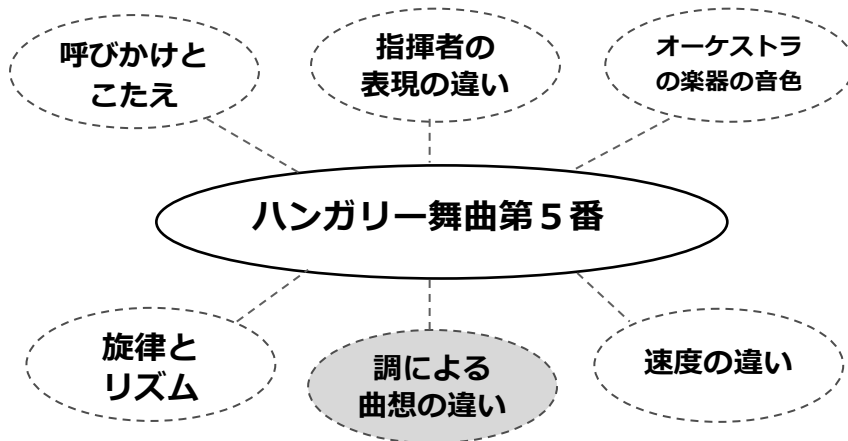 呼びかけと
こたえ
指揮者の
表現の違い
オーケストラ
の楽器の音色
ハンガリー舞曲第５番
旋律と
リズム
調による
曲想の違い
速度の違い